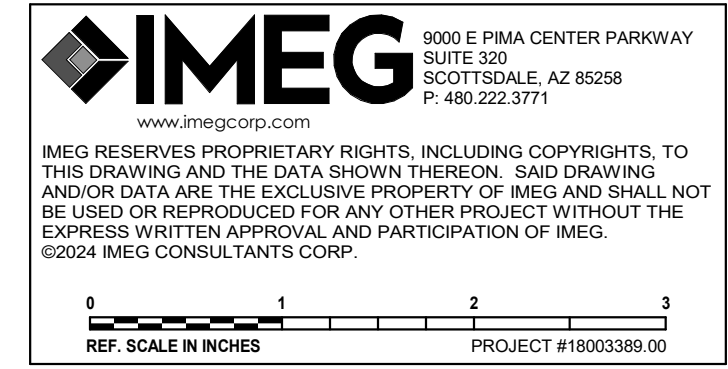 IMEG
9000 E PIMA CENTER PARKWAY
SUITE 320
SCOTTSDALE, AZ 85258
P: 480.222.3771
www.imegcorp.com
IMEG RESERVES PROPRIETARY RIGHTS, INCLUDING COPYRIGHTS, TO
THIS DRAWING AND THE DATA SHOWN THEREON. SAID DRAWING
AND/OR DATA ARE THE EXCLUSIVE PROPERTY OF IMEG AND SHALL NOT
BE USED OR REPRODUCED FOR ANY OTHER PROJECT WITHOUT THE
EXPRESS WRITTEN APPROVAL AND PARTICIPATION OF IMEG.
©2024 IMEG CONSULTANTS CORP.
0 1 2 3
REF. SCALE IN INCHES PROJECT #18003389.00